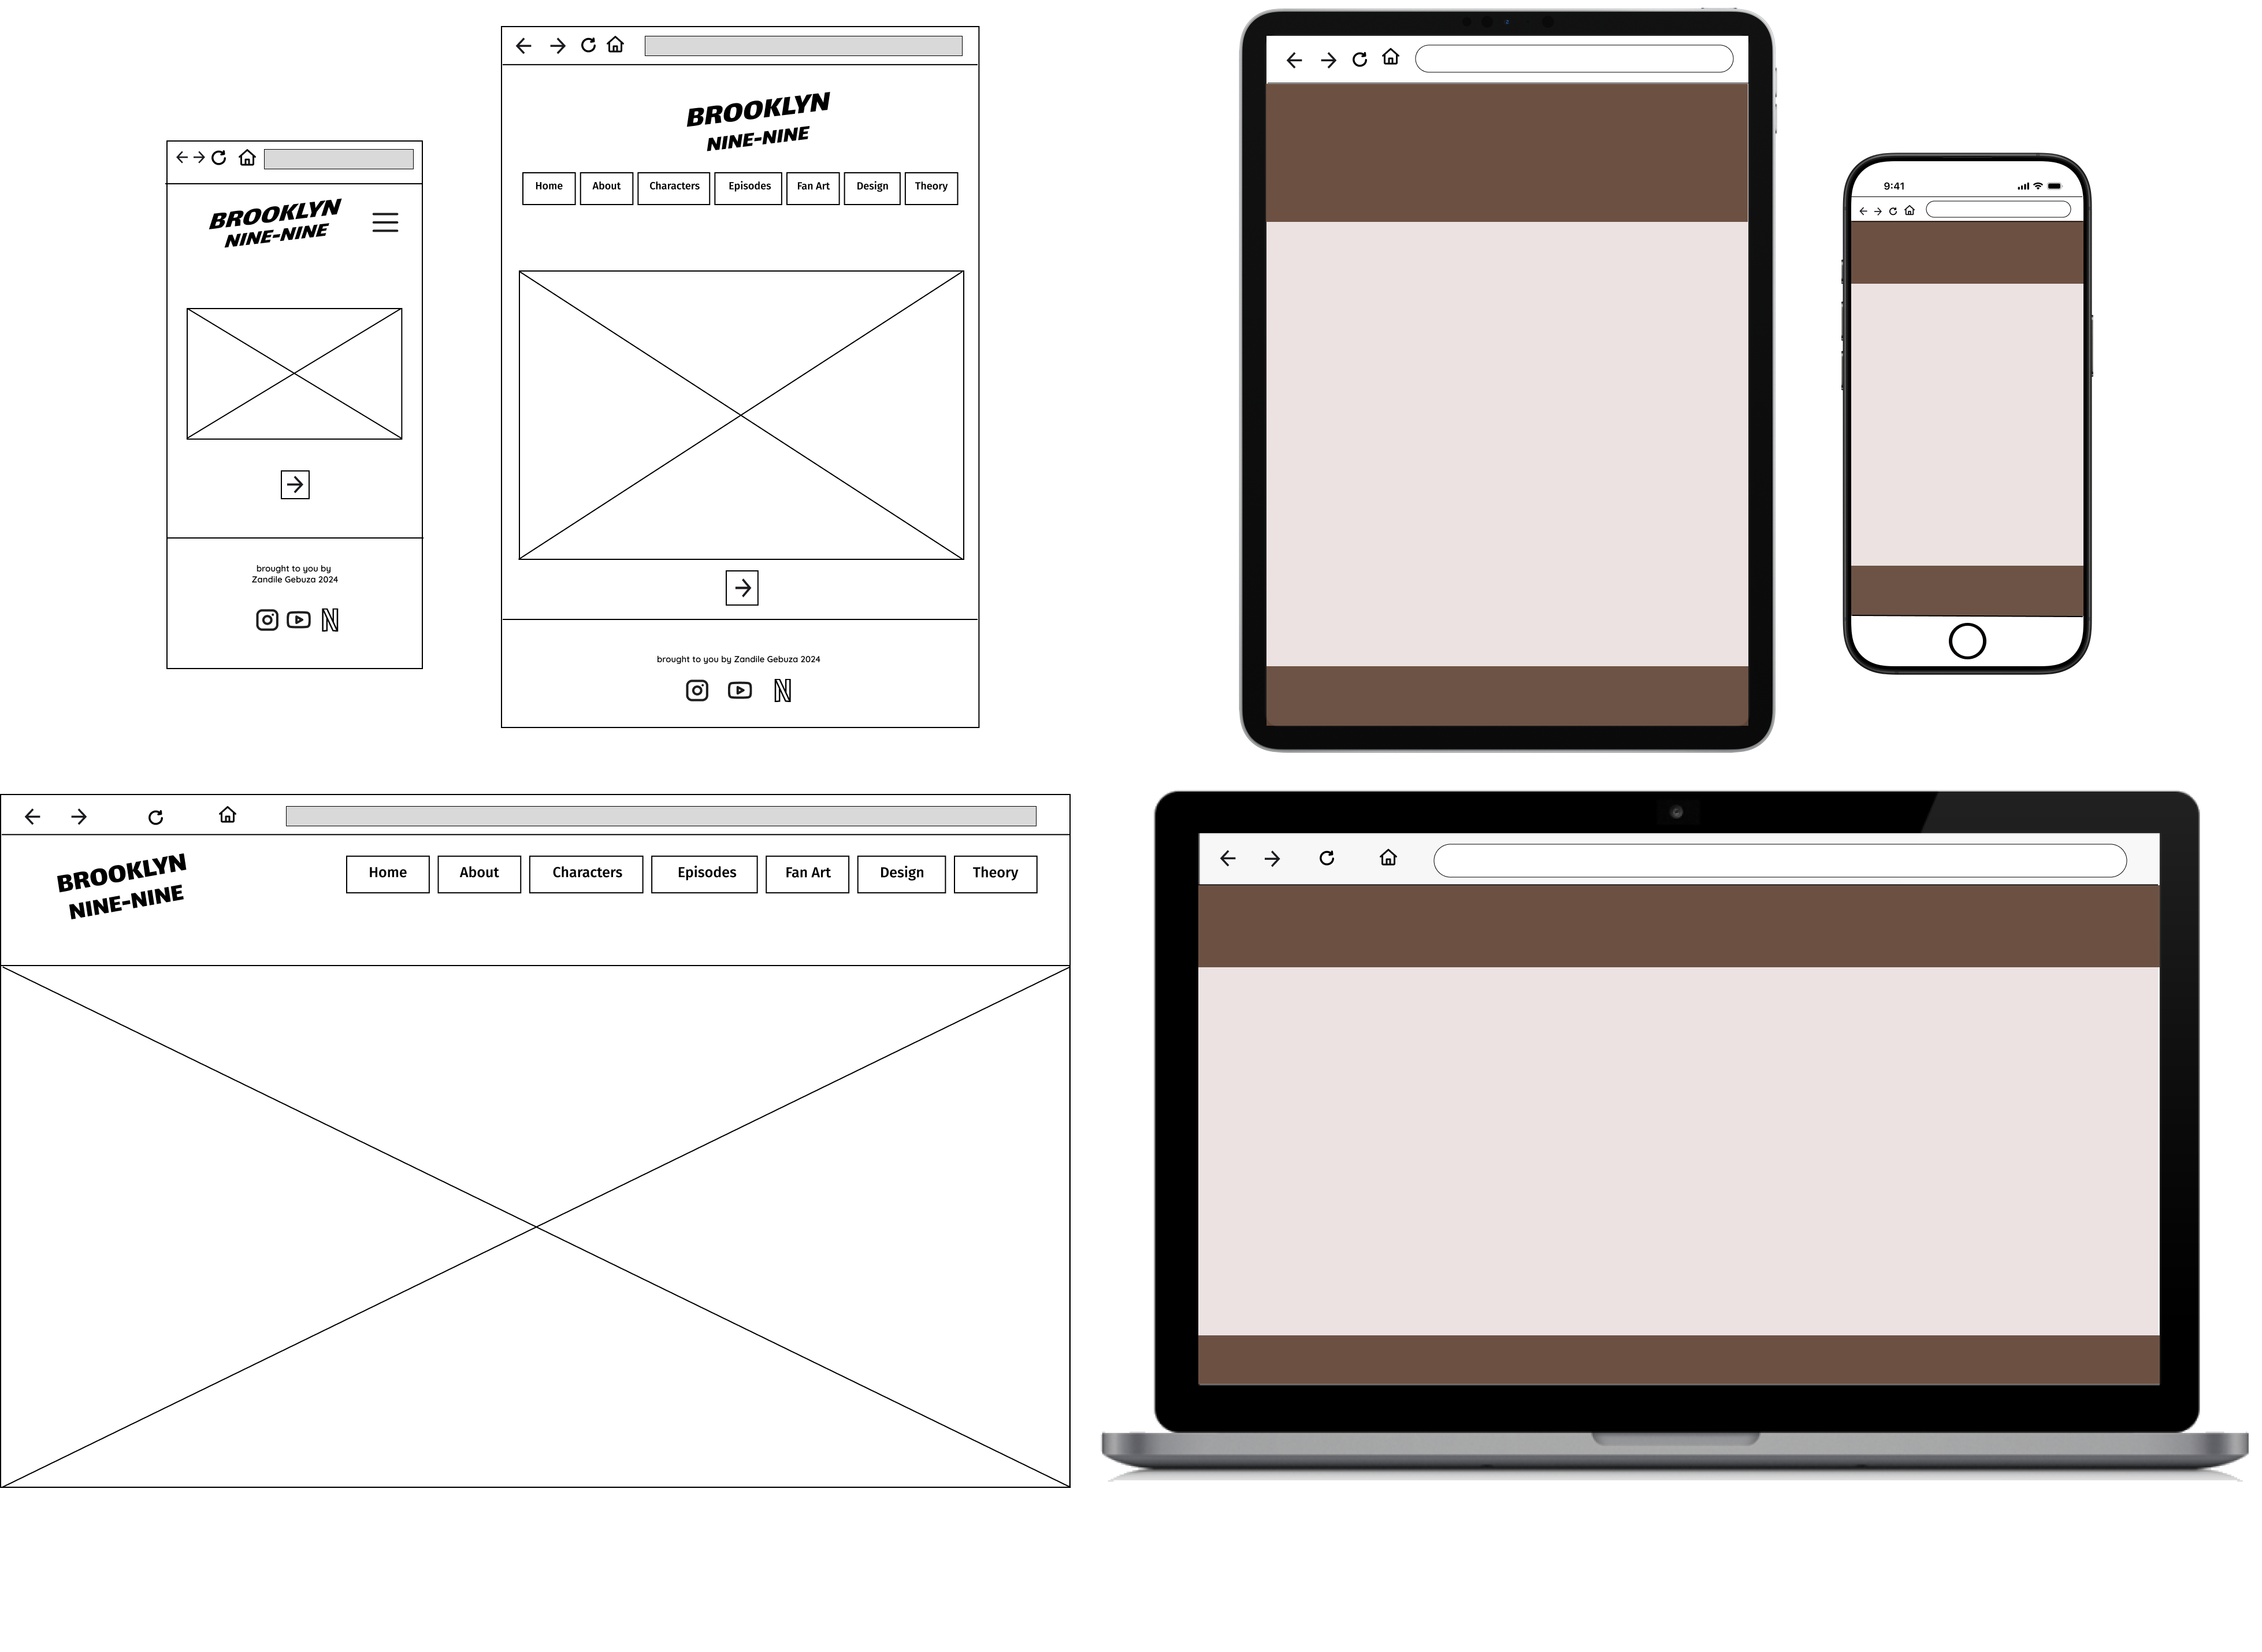 BROOKLYN
NINE-NINE
brought to you by
Zandile Gebuza 2024
BROOKLYN
NINE-NINE
Home About Characters Episodes Fan Art Design Theory
brought to you by Zandile Gebuza 2024
9:41
BROOKLYN
NINE-NINE
Home About Characters Episodes Fan Art Design Theory